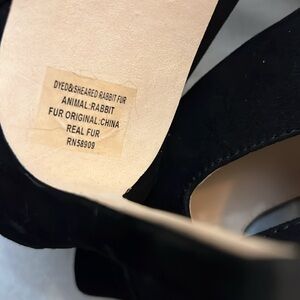 DYED&SHEARED RABBIT FUR
ANIMAL:RABBIT
FUR ORIGINAL:CHINA
REAL FUR
RN58909